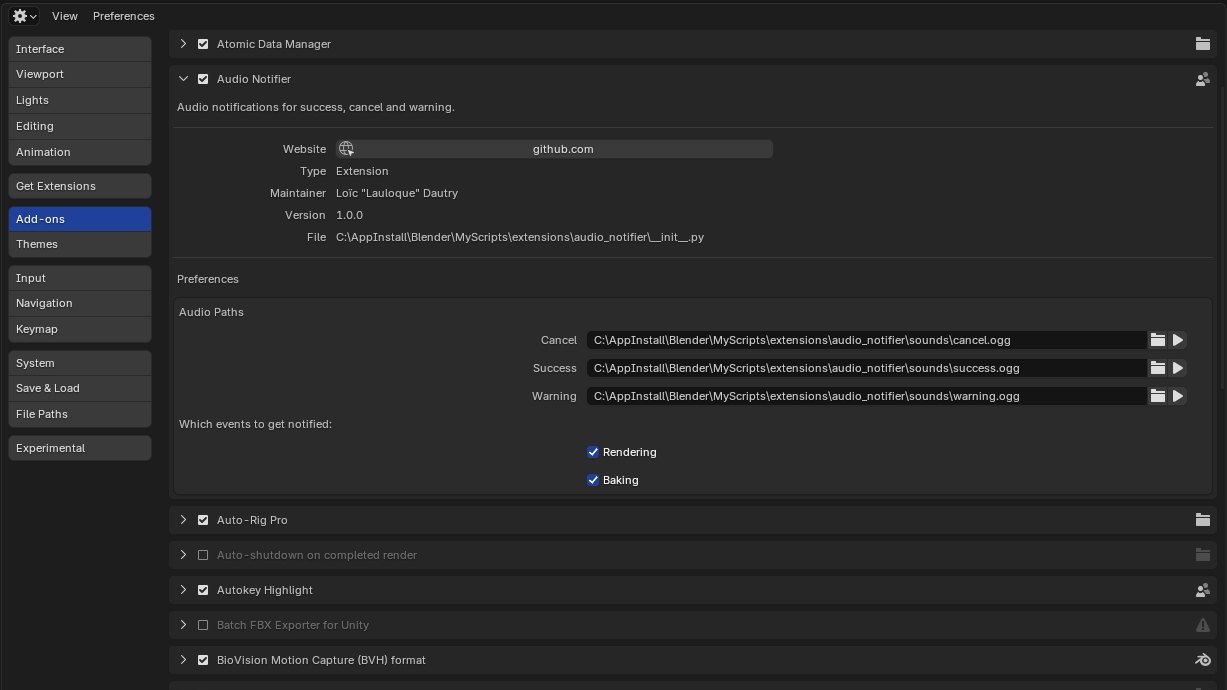 View Preferences
Interface
Viewport
Lights
Editing
Animation
Get Extensions
Add-ons
Themes
Input
Navigation
Keymap
System
Save & Load
File Paths
Experimental
Atomic Data Manager
Audio Notifier
Audio notifications for success, cancel and warning.
Website github.com
Type Extension
Maintainer Loïc "Lauloque" Dautry
Version 1.0.0
File C:\AppInstall\Blender\MyScripts\extensions\audio_notifier\__init__.py
Preferences
Audio Paths
Cancel C:\AppInstall\Blender\MyScripts\extensions\audio_notifier\sounds\cancel.ogg
Success C:\AppInstall\Blender\MyScripts\extensions\audio_notifier\sounds\success.ogg
Warning C:\AppInstall\Blender\MyScripts\extensions\audio_notifier\sounds\warning.ogg
Which events to get notified:
Rendering
Baking
Auto-Rig Pro
Auto-shutdown on completed render
Autokey Highlight
Batch FBX Exporter for Unity
BioVision Motion Capture (BVH) format